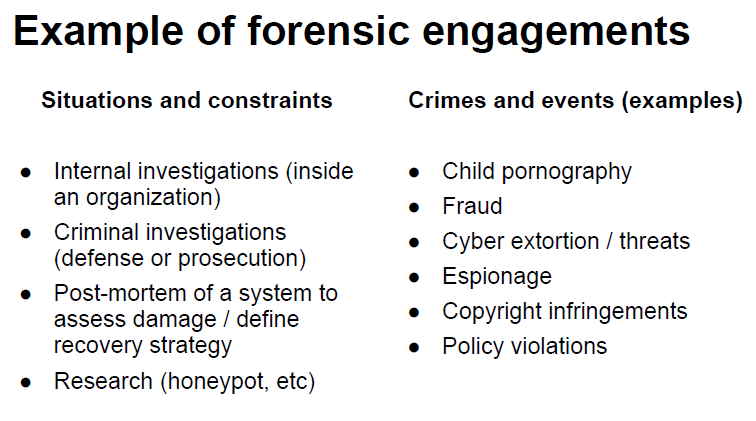 Example of forensic engagements
Situations and constraints
● Internal investigations (inside
an organization)
● Criminal investigations
(defense or prosecution)
● Post-mortem of a system to
assess damage / define
recovery strategy
● Research (honeypot, etc)
Crimes and events (examples)
● Child pornography
● Fraud
● Cyber extortion / threats
● Espionage
● Copyright infringements
● Policy violations